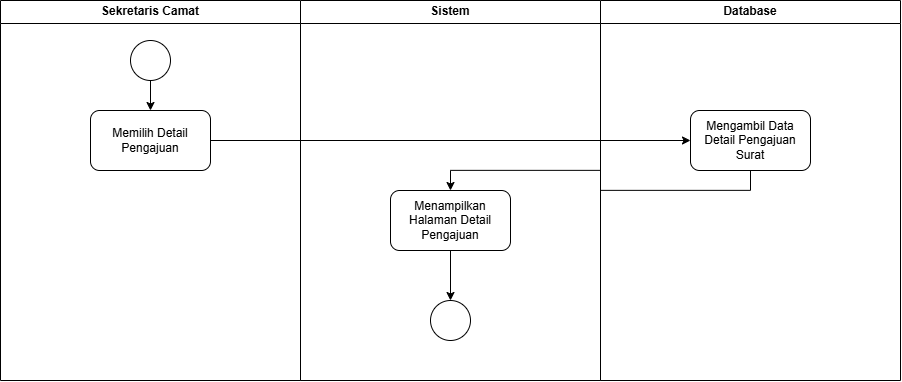 Sekretaris Camat
Sistem
Database
Memilih Detail
Pengajuan
Mengambil Data
Detail Pengajuan
Surat
Menampilkan
Halaman Detail
Pengajuan